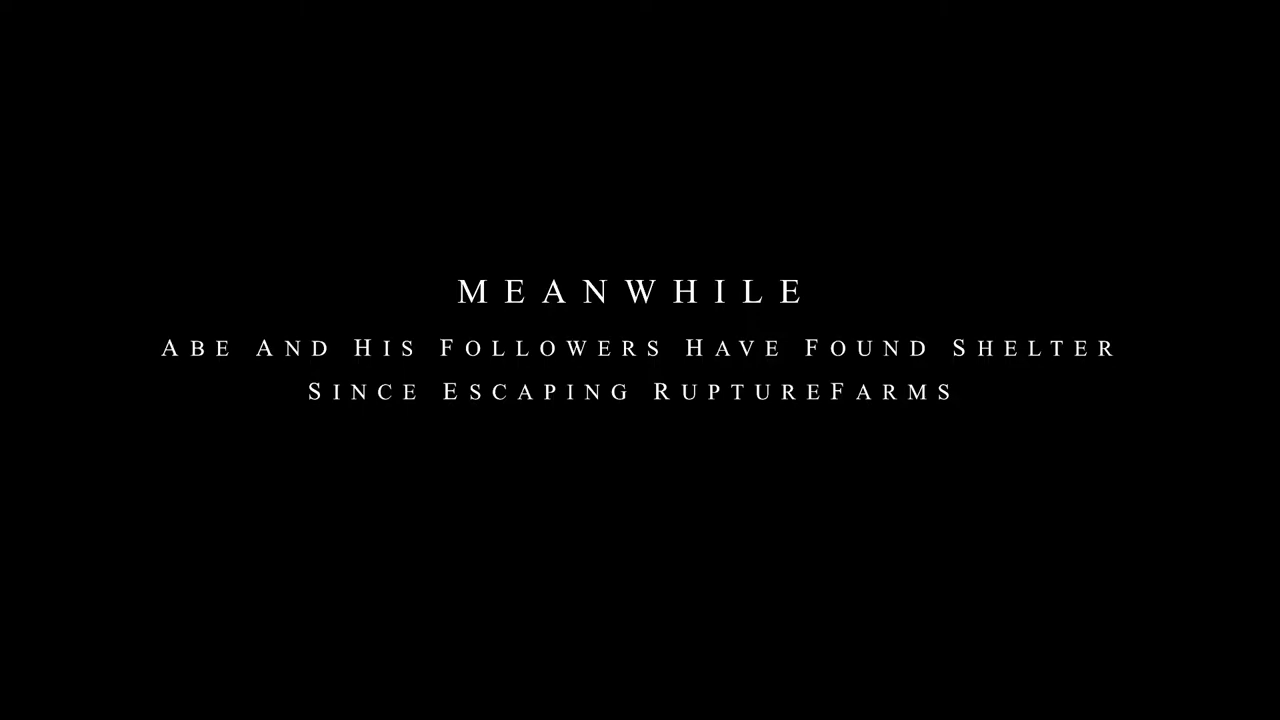 MEANWHILE
ABE AND HIS FOLLOWERS HAVE FOUND SHELTER
SINCE ESCAPING RUPTUREFARMS